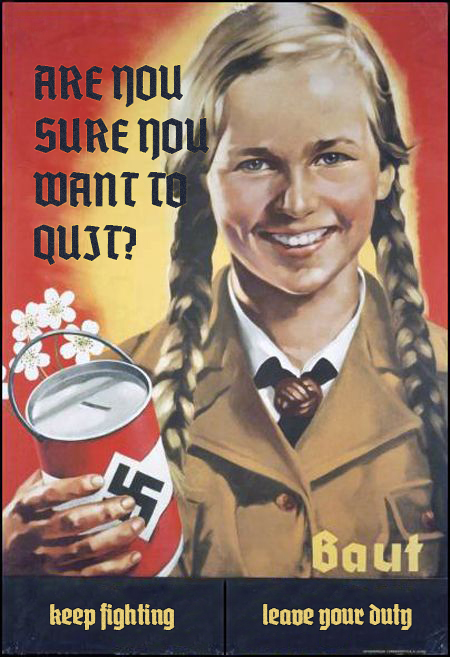 ARE YOU
SURE YOU
WANT TO
QUIT?
Baut
keep fighting
leave your duty